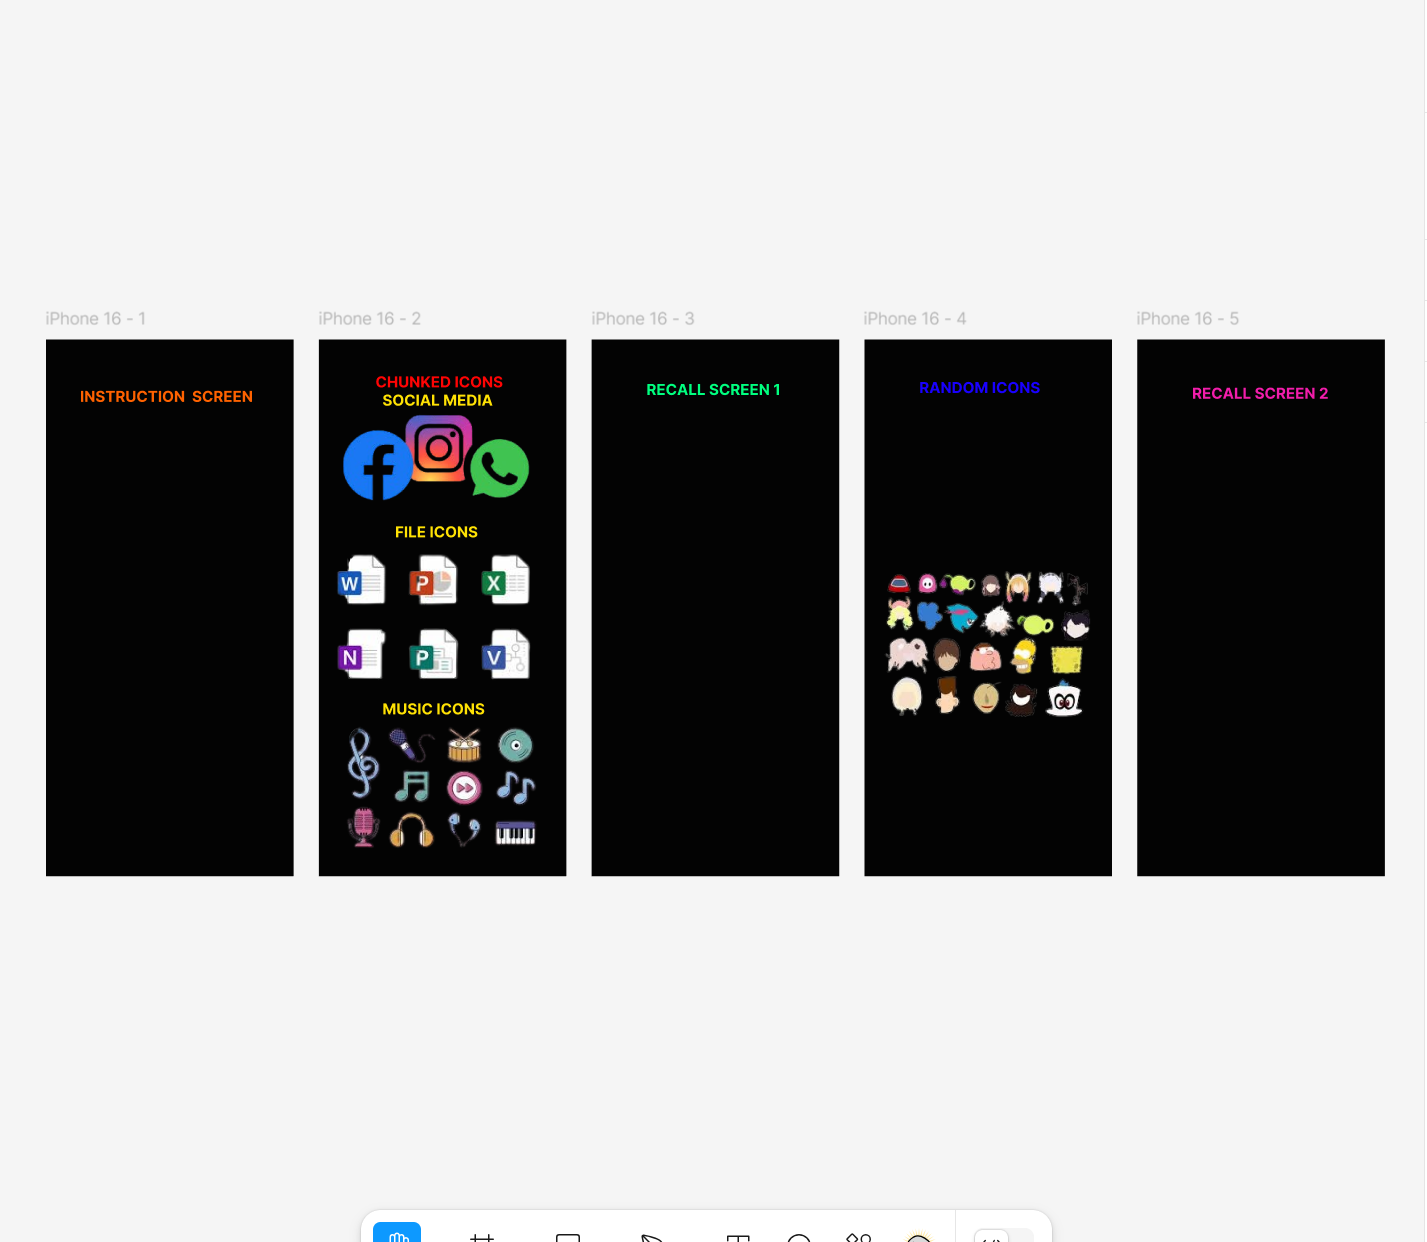 iPhone 16 - 1
iPhone 16 - 2
iPhone 16 - 3
iPhone 16 - 4
iPhone 16 - 5
INSTRUCTION  SCREEN
CHUNKED ICONS
SOCIAL MEDIA
FILE ICONS
W
P
X
N
P
V
MUSIC ICONS
RECALL SCREEN 1
RANDOM ICONS
RECALL SCREEN 2